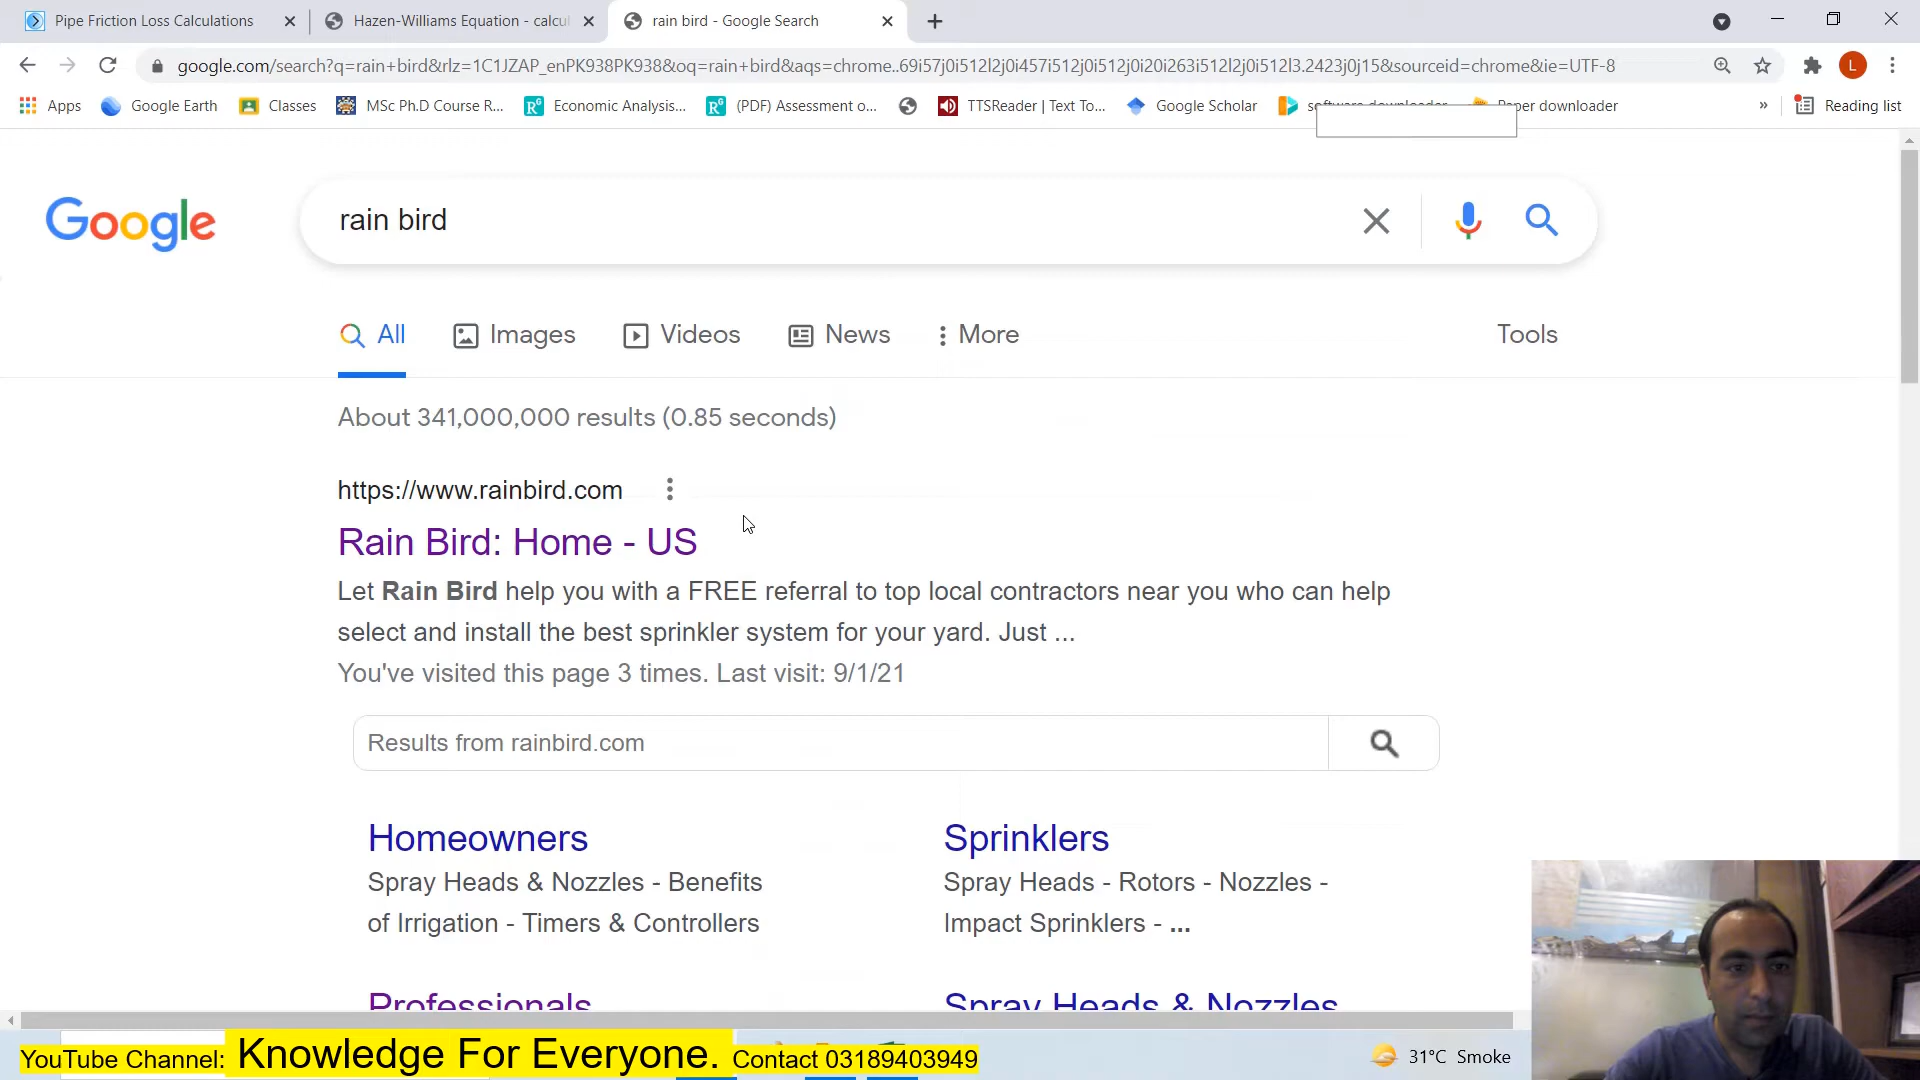 Pipe Friction Loss Calculations
Hazen-Williams Equation - calcul
rain bird - Google Search
google.com/search?q=rain+bird&rlz=1C1JZAP_enPK938PK938&oq=rain+bird&aqs=chrome..69i57j0i512l2j0i457i512j0i512j0i20i263i512l2j0i512l3.2423j0j15&sourceid=chrome&ie=UTF-8
L
Apps
Google Earth
Classes
MSc Ph.D Course R...
Economic Analysis...
(PDF) Assessment o...
TTSReader | Text To...
Google Scholar
software downloader
Paper downloader
»
Reading list
Google
rain bird
All
Images
Videos
News
More
Tools
About 341,000,000 results (0.85 seconds)
https://www.rainbird.com
Rain Bird: Home - US
Let Rain Bird help you with a FREE referral to top local contractors near you who can help
select and install the best sprinkler system for your yard. Just ...
You've visited this page 3 times. Last visit: 9/1/21
Results from rainbird.com
Homeowners
Spray Heads & Nozzles - Benefits
of Irrigation - Timers & Controllers
Sprinklers
Spray Heads - Rotors - Nozzles -
Impact Sprinklers - ...
Professionals
Spray Heads & Nozzles
YouTube Channel: Knowledge For Everyone. Contact 03189403949
31°C Smoke